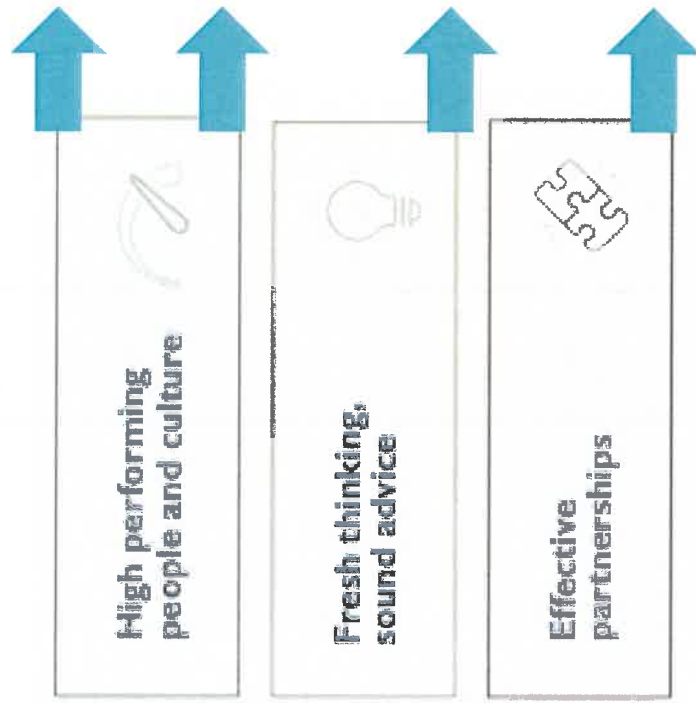 High performing
people and culture
Fresh thinking,
sound advice
Effective
partnerships